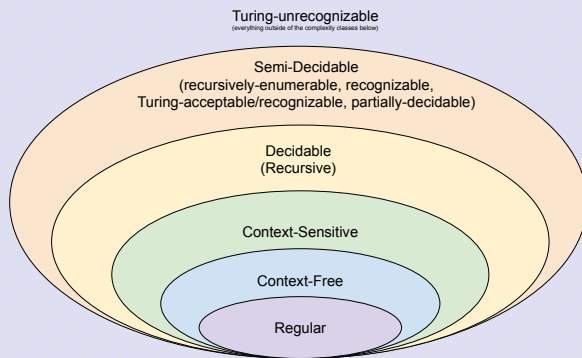 Turing-unrecognizable
(everything outside of the complexity classes below)
Semi-Decidable
(recursively-enumerable, recognizable,
Turing-acceptable/recognizable, partially-decidable)
Decidable
(Recursive)
Context-Sensitive
Context-Free
Regular